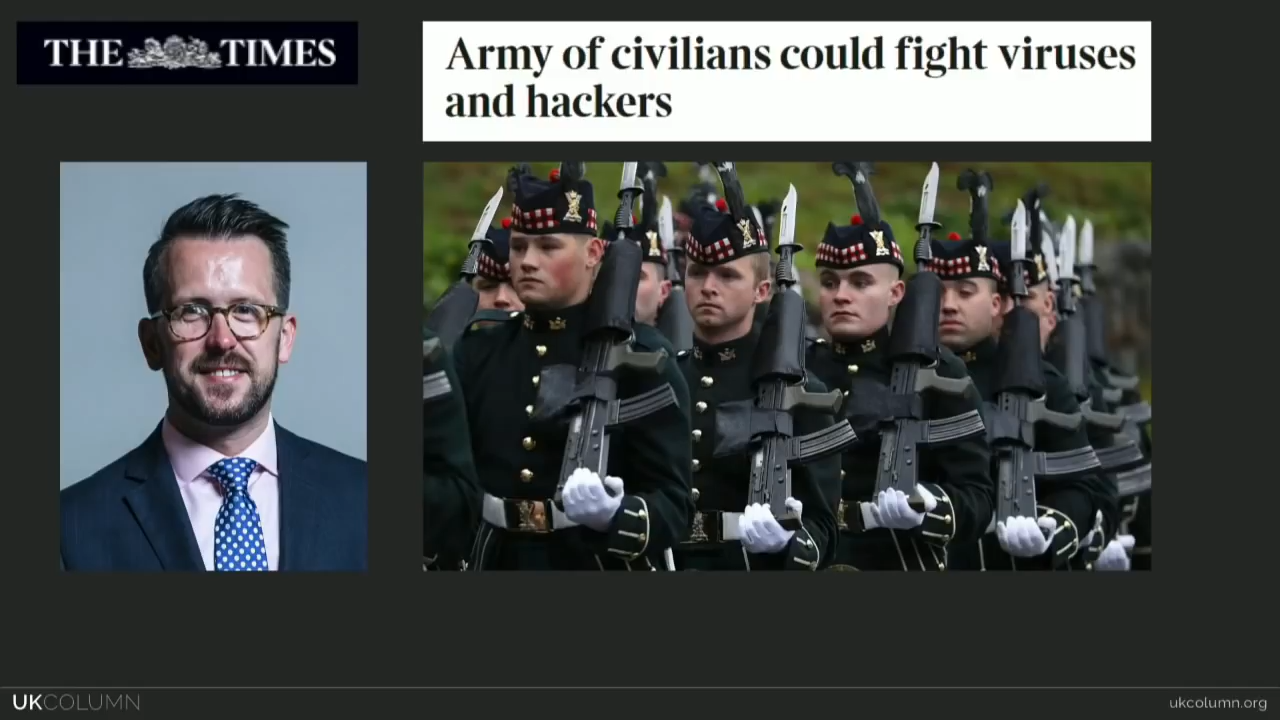 THE TIMES
Army of civilians could fight viruses
and hackers
UKCOLUMN
ukcolumn.org